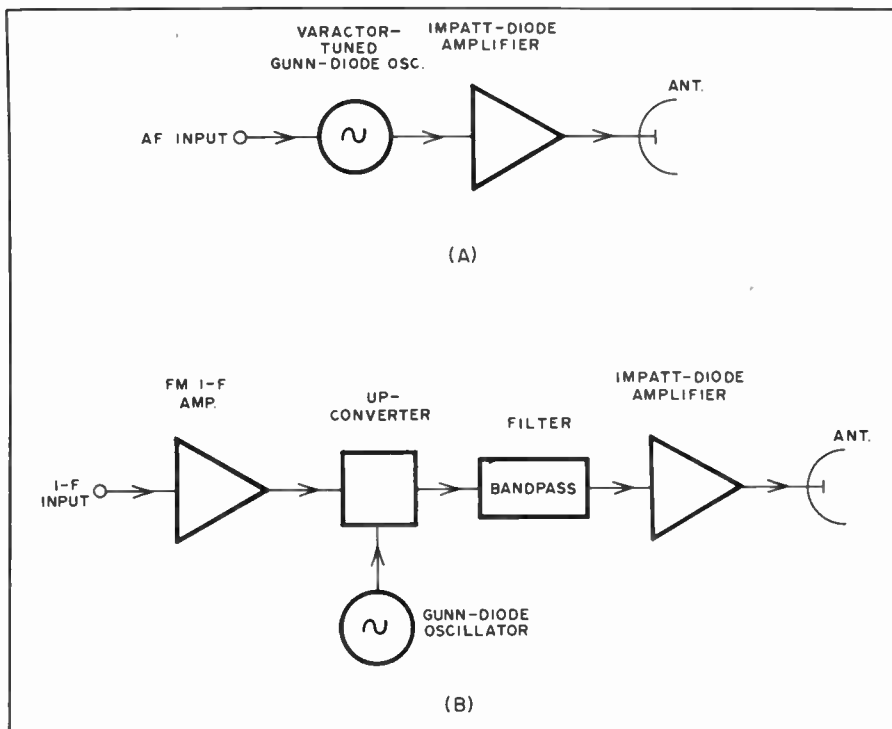 VARACTOR-
TUNED
GUNN-DIODE OSC.
IMPATT-DIODE
AMPLIFIER
ANT.
AF INPUT
(A)
FM I-F
AMP.
UP-
CONVERTER
FILTER
IMPATT-DIODE
AMPLIFIER
ANT.
I-F
INPUT
BANDPASS
GUNN-DIODE
OSCILLATOR
(B)